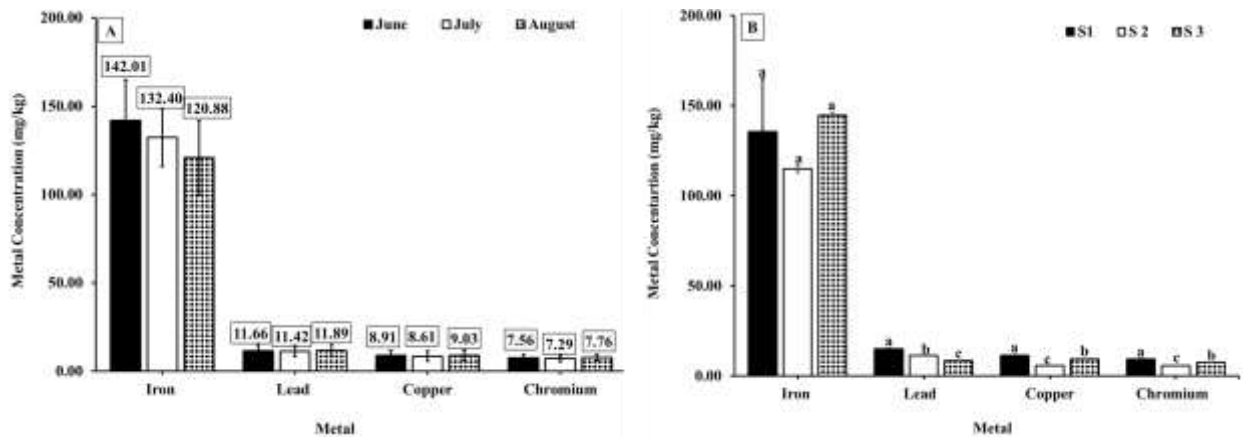 A
June July August
200.00
150.00
100.00
50.00
0.00
Metal Concentration (mg/kg)
142.01
132.40
120.88
11.66 11.42 11.89 8.91 8.61 9.03 7.56 7.29 7.76
Iron Lead Copper Chromium
Metal
B
S1 S 2 S 3
200.00
150.00
100.00
50.00
0.00
Metal Concentartion (mg/kg)
a a a
a b c a c b a c b
Iron Lead Copper Chromium
Metal